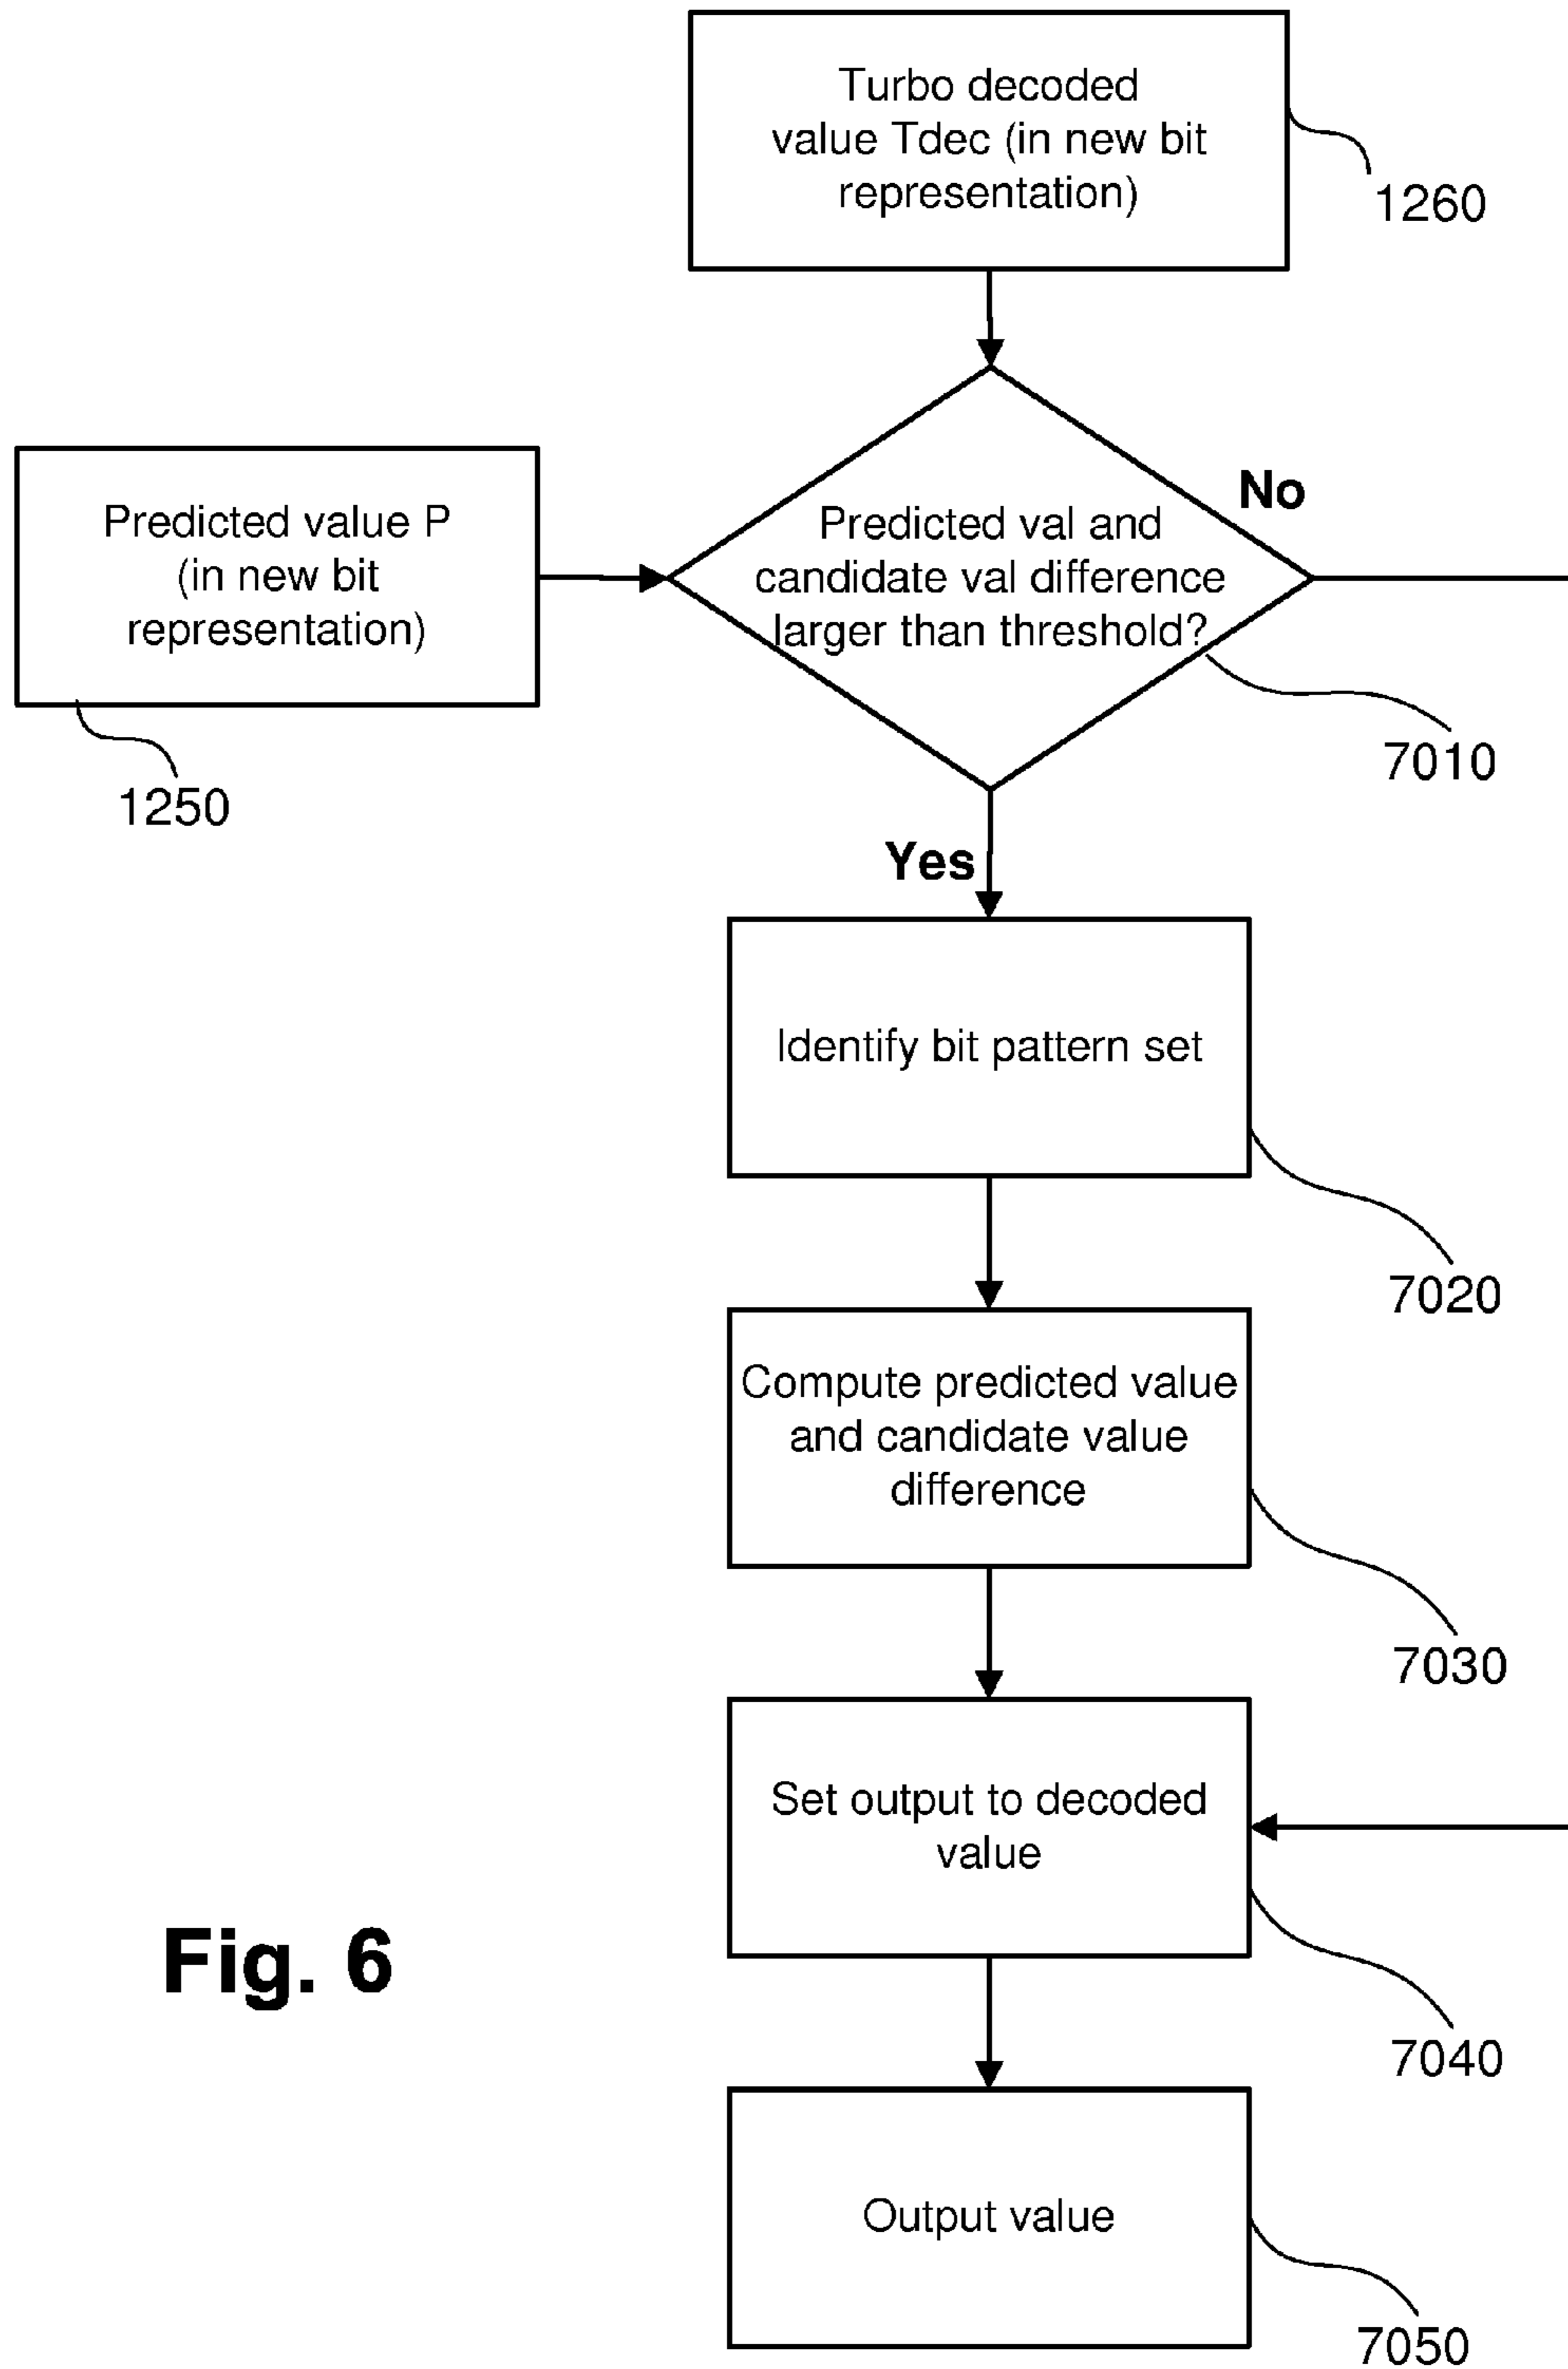 Turbo decoded
value Tdec (in new bit
representation)
1260
No
Predicted value P
(in new bit
representation)
1250
Predicted val and
candidate val difference
larger than threshold?
7010
Yes
Identify bit pattern set
7020
Compute predicted value
and candidate value
difference
7030
Set output to decoded
value
7040
Fig. 6
Output value
7050